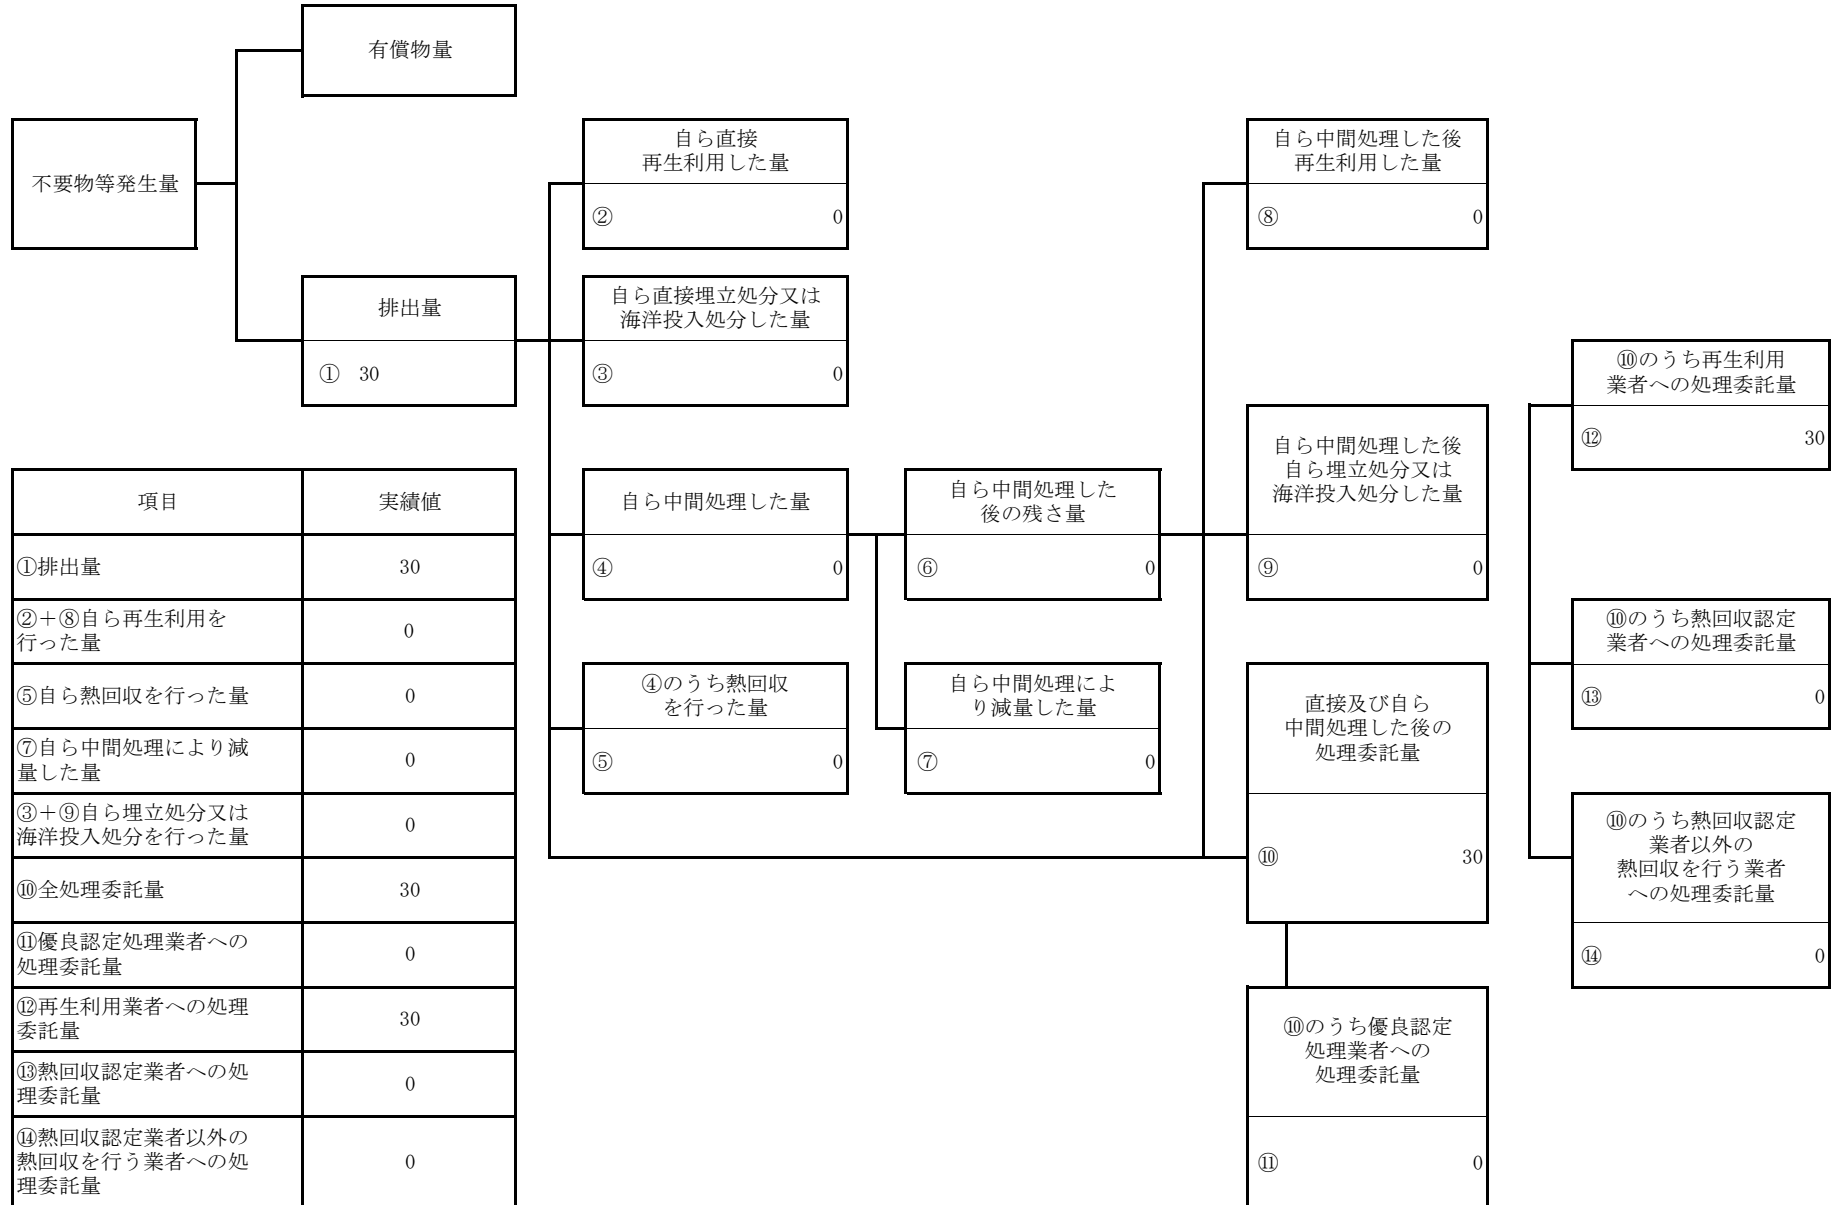 有償物量
不要物等発生量
排出量
① 30
自ら直接
再生利用した量
② 0
自ら直接埋立処分又は
海洋投入処分した量
③ 0
自ら中間処理した量
④ 0
④のうち熱回収
を行った量
⑤ 0
自ら中間処理した
後の残さ量
⑥ 0
自ら中間処理によ
り減量した量
⑦ 0
自ら中間処理した後
再生利用した量
⑧ 0
自ら中間処理した後
自ら埋立処分又は
海洋投入処分した量
⑨ 0
直接及び自ら
中間処理した後の
処理委託量
⑩ 30
⑩のうち優良認定
処理業者への
処理委託量
⑪ 0
⑩のうち再生利用
業者への処理委託量
⑫ 30
⑩のうち熱回収認定
業者への処理委託量
⑬ 0
⑩のうち熱回収認定
業者以外の
熱回収を行う業者
への処理委託量
⑭ 0
項目 実績値
①排出量 30
②+⑧自ら再生利用を
行った量 0
⑤自ら熱回収を行った量 0
⑦自ら中間処理により減
量した量 0
③+⑨自ら埋立処分又は
海洋投入処分を行った量 0
⑩全処理委託量 30
⑪優良認定処理業者への
処理委託量 0
⑫再生利用業者への処理
委託量 30
⑬熱回収認定業者への処
理委託量 0
⑭熱回収認定業者以外の
熱回収を行う業者への処 0
理委託量